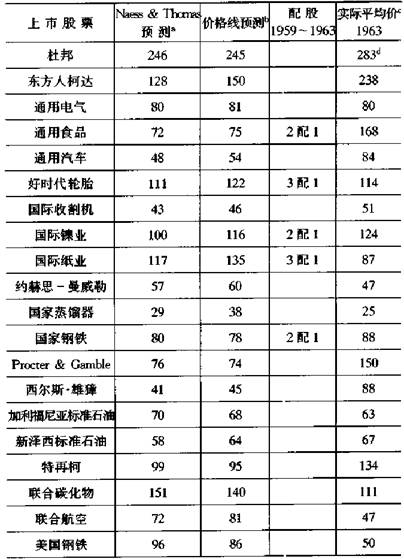 上市股票 Naess & Thomas 预测a 价格线预测b 配股 1959~1963 实际平均价c 1963
杜邦 246 245 283d
东方人柯达 128 150 238
通用电气 80 81 80
通用食品 72 75 2配1 168
通用汽车 48 54 84
好时代轮胎 111 122 3配1 114
国际收割机 43 46 51
国际镍业 100 116 2配1 124
国际纸业 117 135 3配1 87
约赫思-曼威勒 57 60 47
国家蒸馏器 29 38 25
国家钢铁 80 78 2配1 88
Procter & Gamble 76 74 150
西尔斯·雄獐 41 45 88
加利福尼亚标准石油 70 68 63
新泽西标准石油 58 64 67
特再柯 99 95 134
联合碳化物 151 140 111
联合航空 72 81 47
美国钢铁 96 86 50